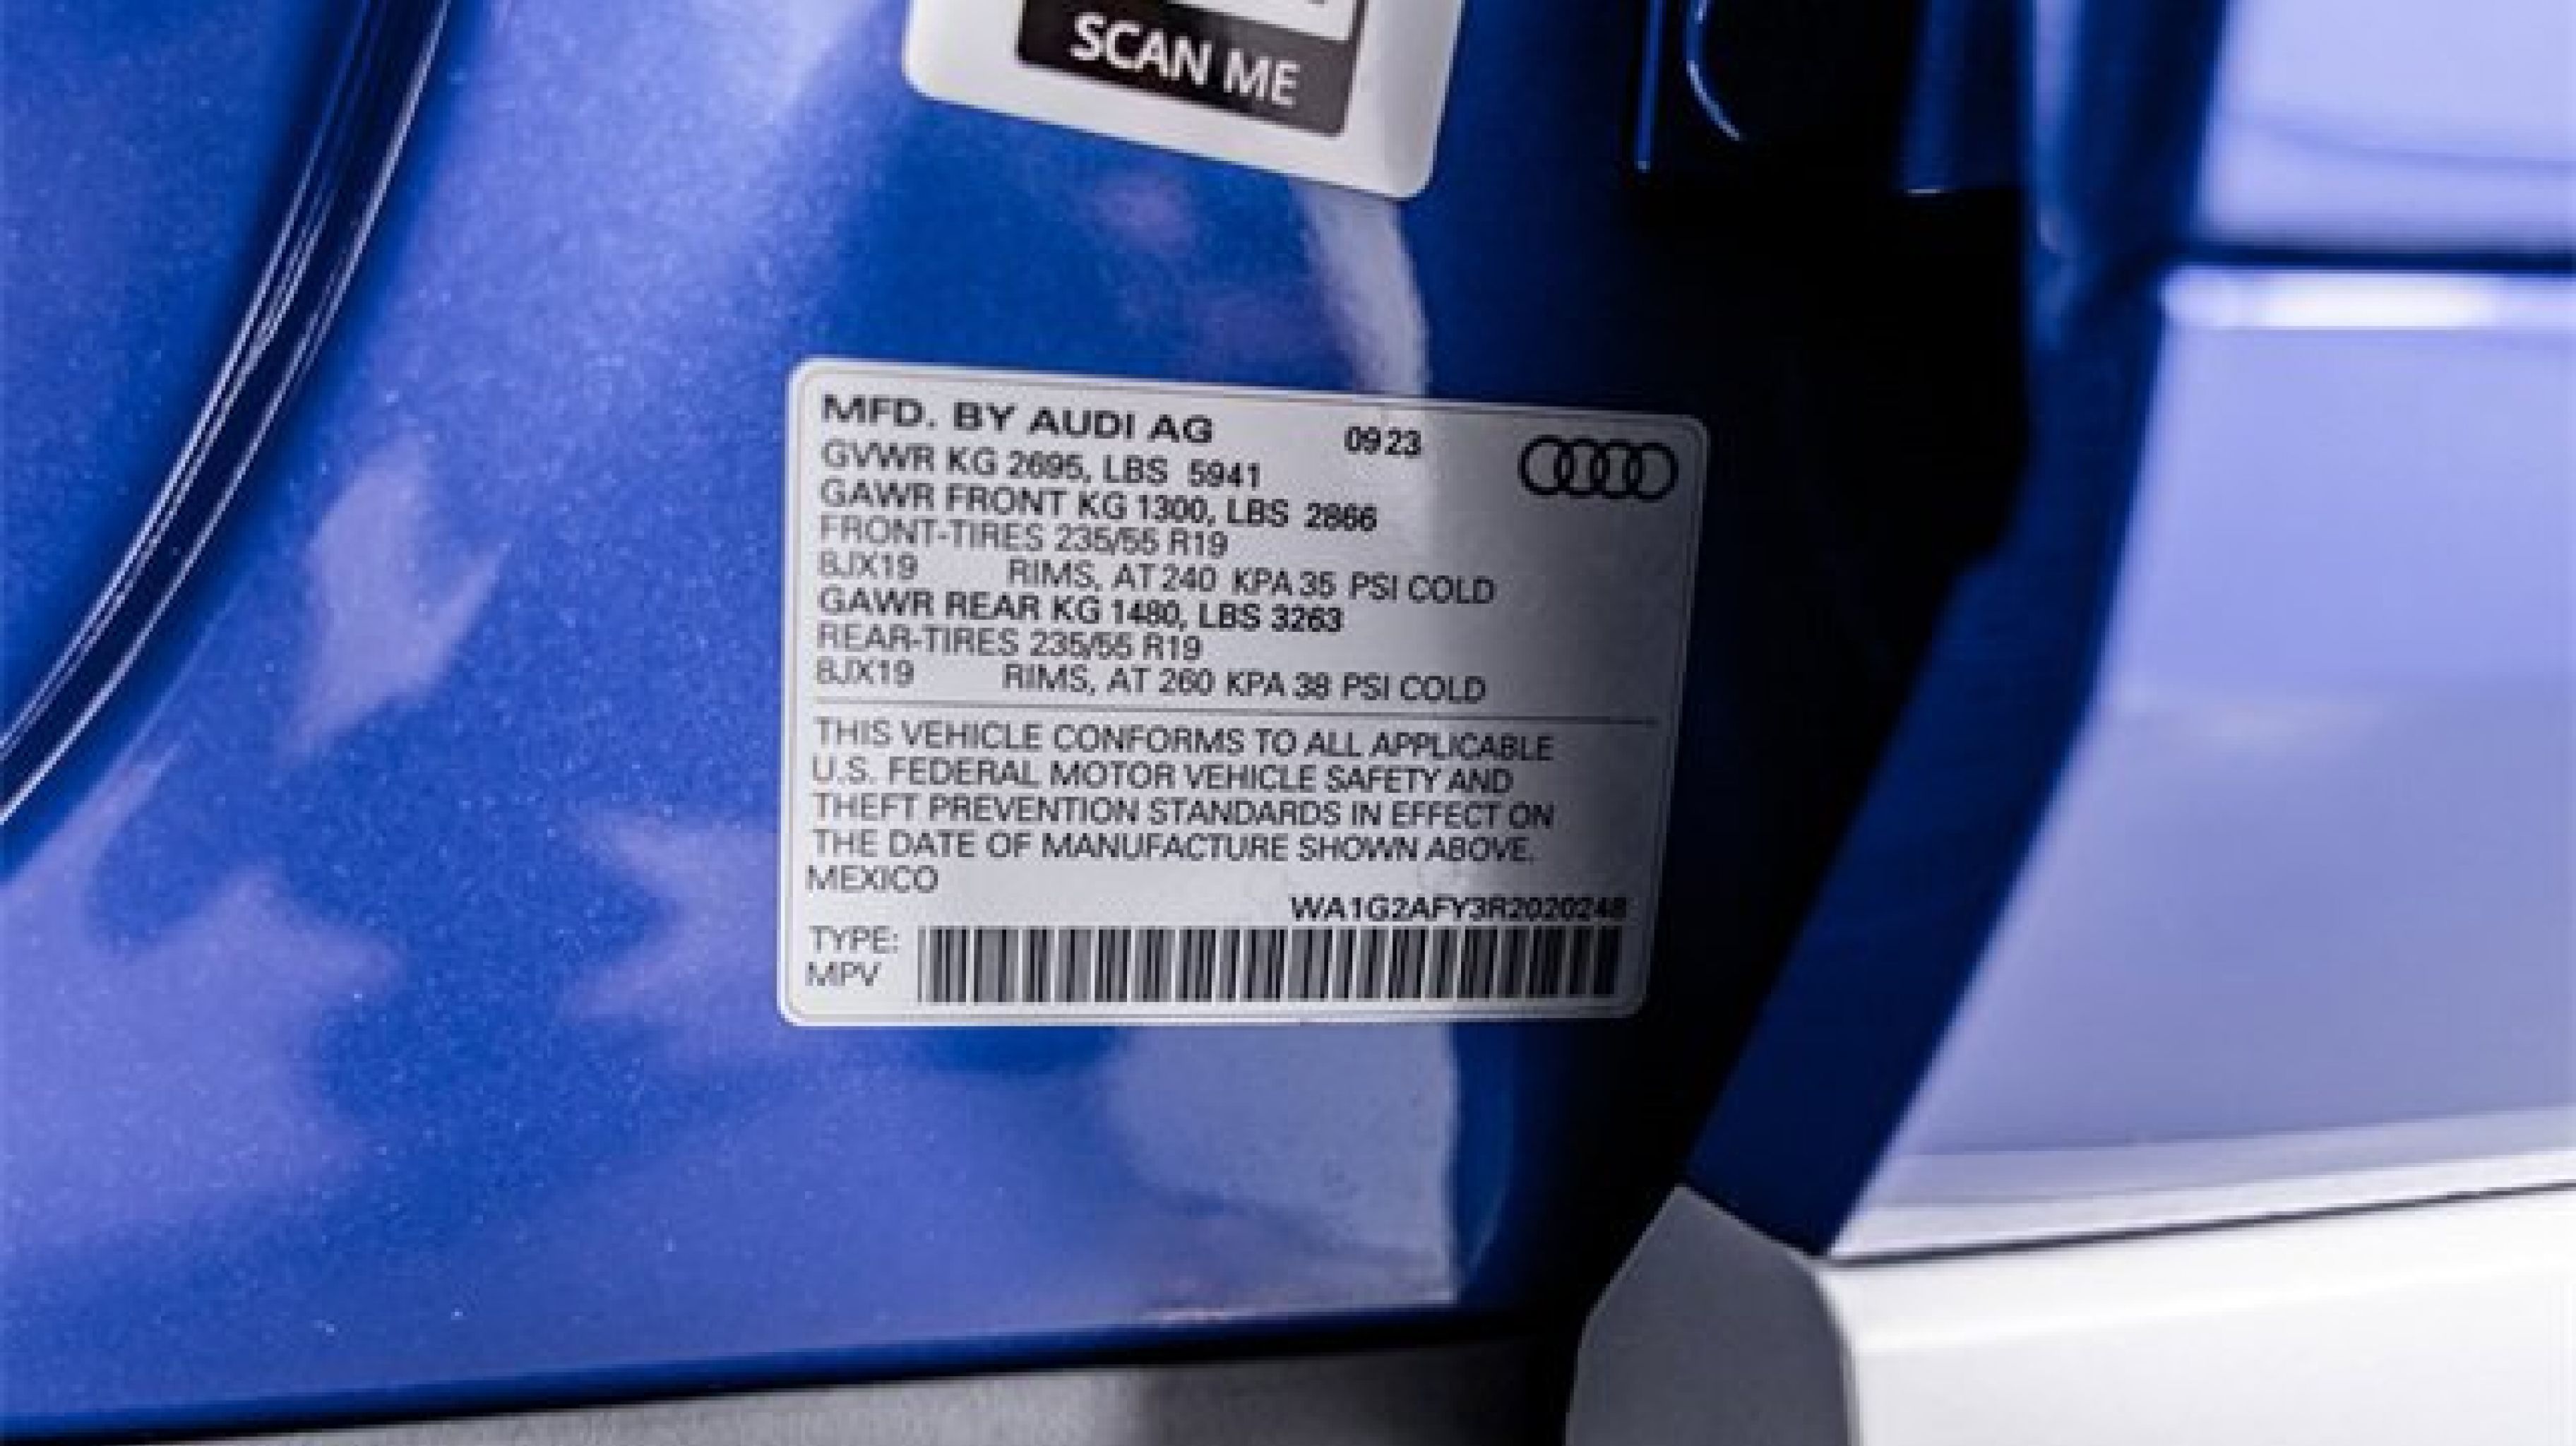 SCAN ME
MFD. BY AUDI AG 09 23
GVWR KG 2695, LBS 5941
GAWR FRONT KG 1300, LBS 2866
FRONT-TIRES 235/55 R19
8JX19 RIMS, AT 240 KPA 35 PSI COLD
GAWR REAR KG 1480, LBS 3263
REAR-TIRES 235/55 R19
8JX19 RIMS, AT 260 KPA 38 PSI COLD
THIS VEHICLE CONFORMS TO ALL APPLICABLE
U.S. FEDERAL MOTOR VEHICLE SAFETY AND
THEFT PREVENTION STANDARDS IN EFFECT ON
THE DATE OF MANUFACTURE SHOWN ABOVE.
MEXICO
WA1G2AFY3R2020248
TYPE:
MPV